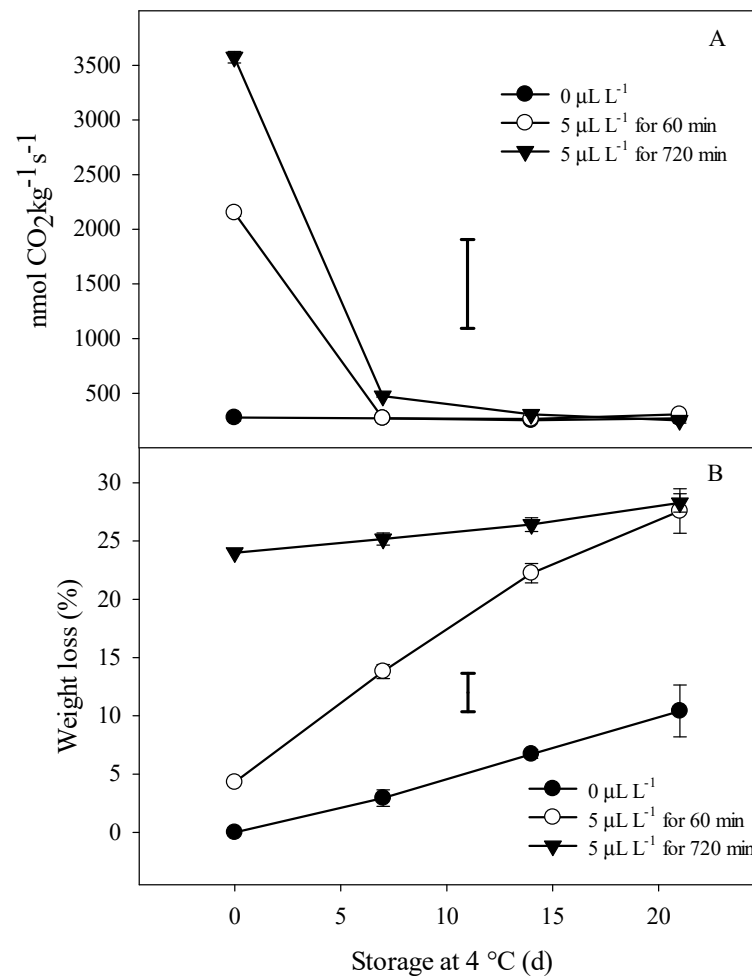 A
3500
3000
2500
2000
1500
1000
500
nmol CO₂kg⁻¹s⁻¹
0 µL L⁻¹
5 µL L⁻¹ for 60 min
5 µL L⁻¹ for 720 min
B
30
25
20
15
10
5
0
Weight loss (%)
0 µL L⁻¹
5 µL L⁻¹ for 60 min
5 µL L⁻¹ for 720 min
0 5 10 15 20
Storage at 4 °C (d)